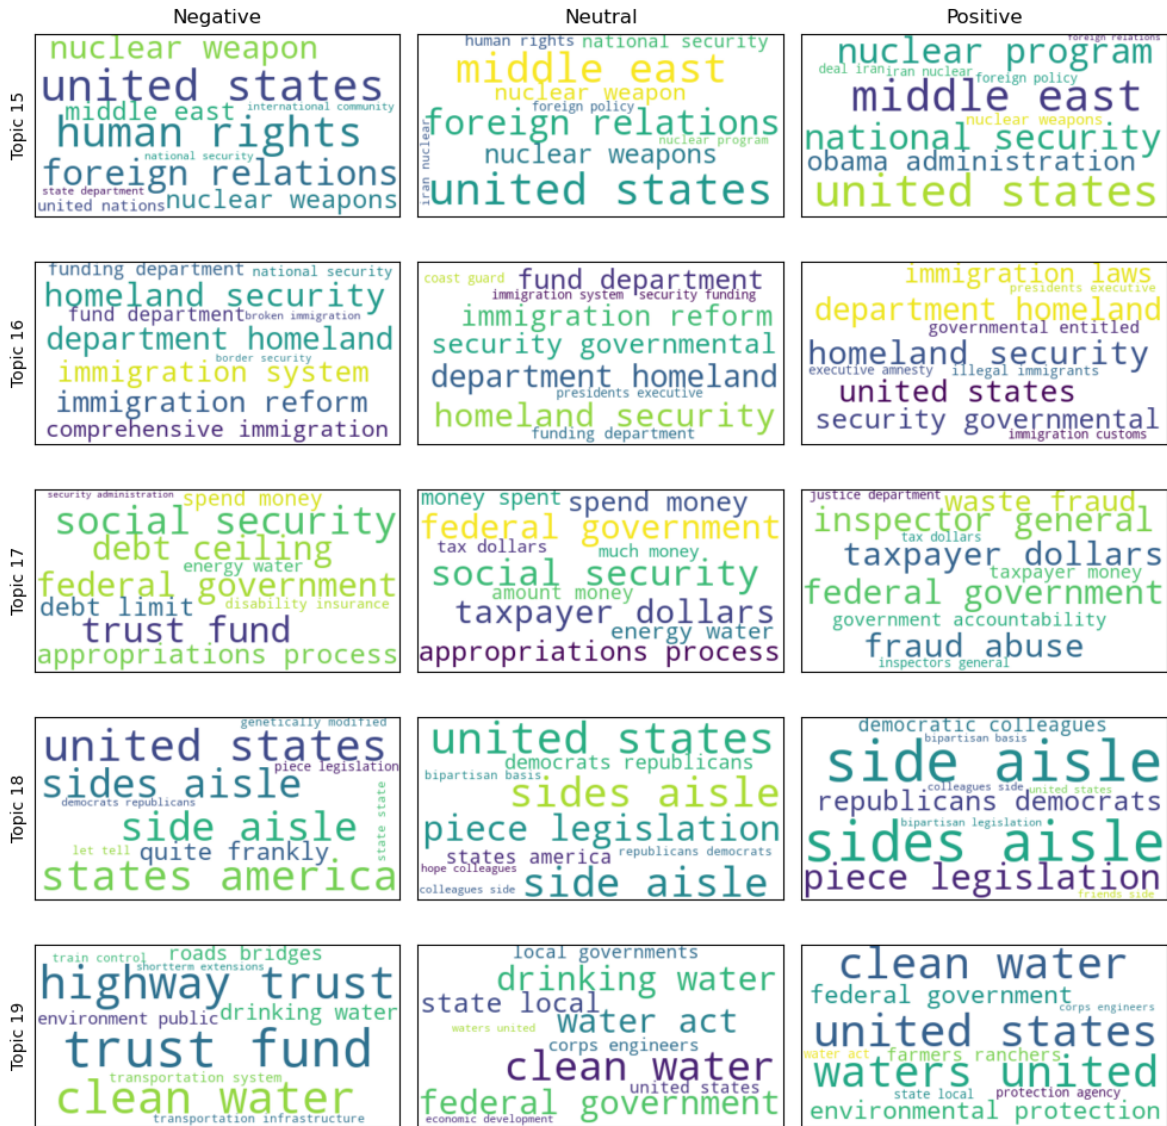 Negative
Neutral
Positive
Topic 15
nuclear weapon
united states
middle east
international community
human rights
national security
foreign relations
state department
united nations
nuclear weapons
human rights
national security
middle east
nuclear weapon
foreign policy
foreign relations
nuclear program
iran nuclear
nuclear weapons
united states
foreign relations
nuclear program
deal iran
iran nuclear
foreign policy
middle east
nuclear weapons
national security
obama administration
united states
Topic 16
funding department
national security
homeland security
fund department
broken immigration
department homeland
border security
immigration system
immigration reform
comprehensive immigration
coast guard
fund department
immigration system
security funding
immigration reform
security governmental
department homeland
presidents executive
homeland security
funding department
immigration laws
presidents executive
department homeland
governmental entitled
homeland security
executive amnesty
illegal immigrants
united states
security governmental
immigration customs
Topic 17
security administration
spend money
social security
debt ceiling
energy water
federal government
debt limit
disability insurance
trust fund
appropriations process
money spent
spend money
federal government
tax dollars
much money
social security
amount money
taxpayer dollars
energy water
appropriations process
justice department
waste fraud
inspector general
tax dollars
taxpayer dollars
taxpayer money
federal government
government accountability
fraud abuse
inspectors general
Topic 18
genetically modified
united states
piece legislation
sides aisle
democrats republicans
state state
side aisle
let tell
quite frankly
states america
united states
democrats republicans
bipartisan basis
sides aisle
piece legislation
states america
republicans democrats
hope colleagues
colleagues side
side aisle
democratic colleagues
bipartisan basis
side aisle
colleagues side
united states
republicans democrats
bipartisan legislation
sides aisle
piece legislation
friends side
Topic 19
roads bridges
train control
shortterm extensions
highway trust
environment public
drinking water
trust fund
transportation system
clean water
transportation infrastructure
local governments
drinking water
state local
water act
waters united
corps engineers
clean water
united states
federal government
economic development
clean water
federal government
corps engineers
united states
water act
farmers ranchers
waters united
state local
protection agency
environmental protection